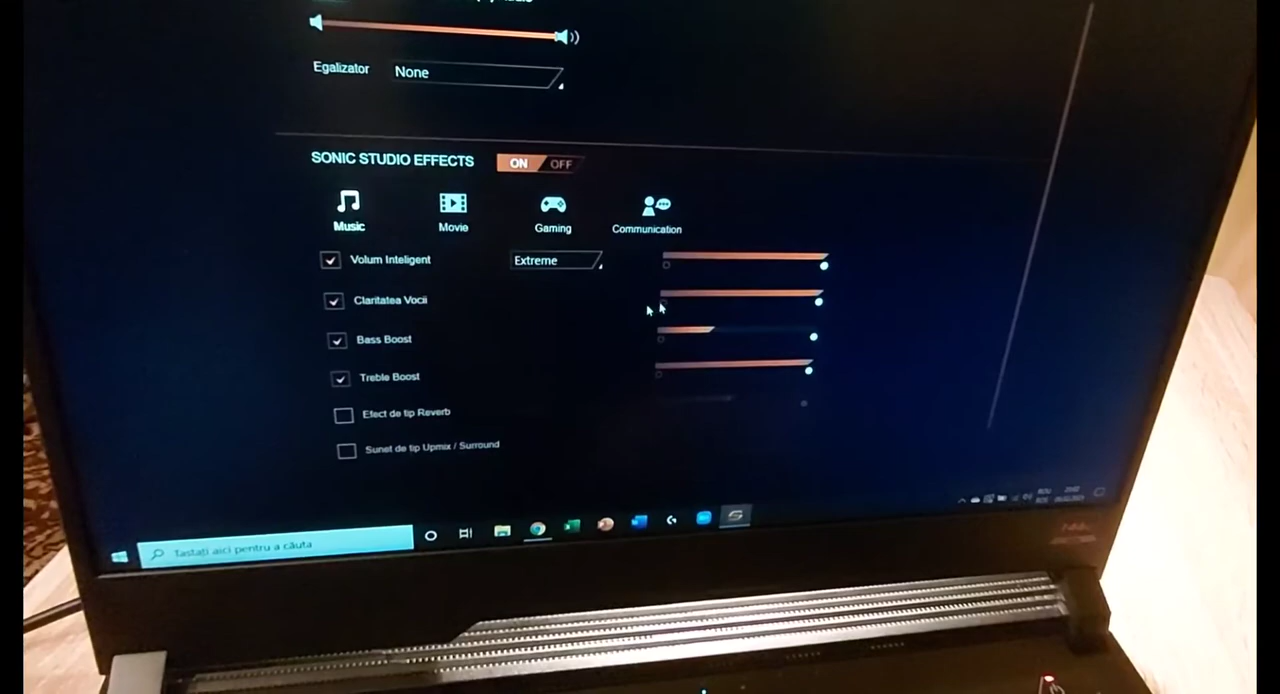 Egalizator None
SONIC STUDIO EFFECTS ON OFF
Music Movie Gaming Communication
Volum Inteligent Extreme
Claritatea Vocii
Bass Boost
Treble Boost
Efect de tip Reverb
Sunet de tip Upmix / Surround
Tastați aici pentru a căuta